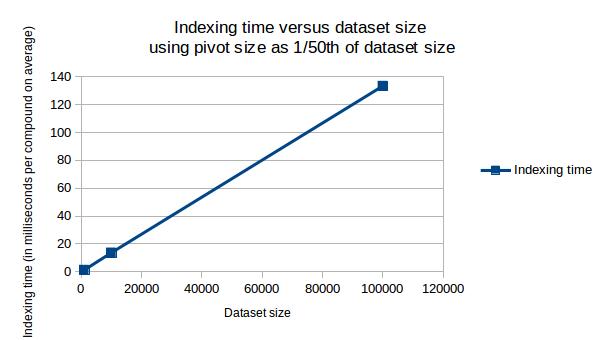 Indexing time versus dataset size
using pivot size as 1/50th of dataset size
Indexing time (in milliseconds per compound on average)
140
120
100
80
60
40
20
0
0 20000 40000 60000 80000 100000 120000
Dataset size
Indexing time